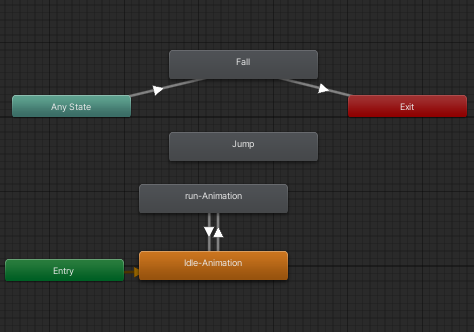 Fall
Any State
Exit
Jump
run-Animation
Idle-Animation
Entry